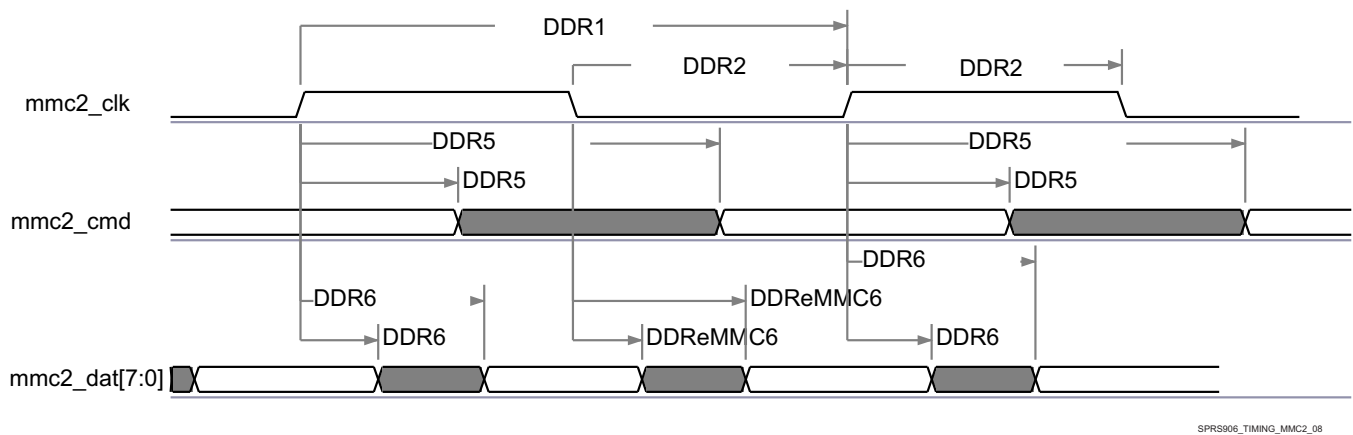 DDR1
DDR2 DDR2
mmc2_clk
DDR5 DDR5
DDR5 DDR5
mmc2_cmd
DDR6
DDR6 DDReMMC6
DDR6 DDReMMC6 DDR6
mmc2_dat[7:0]
SPRS906_TIMING_MMC2_08